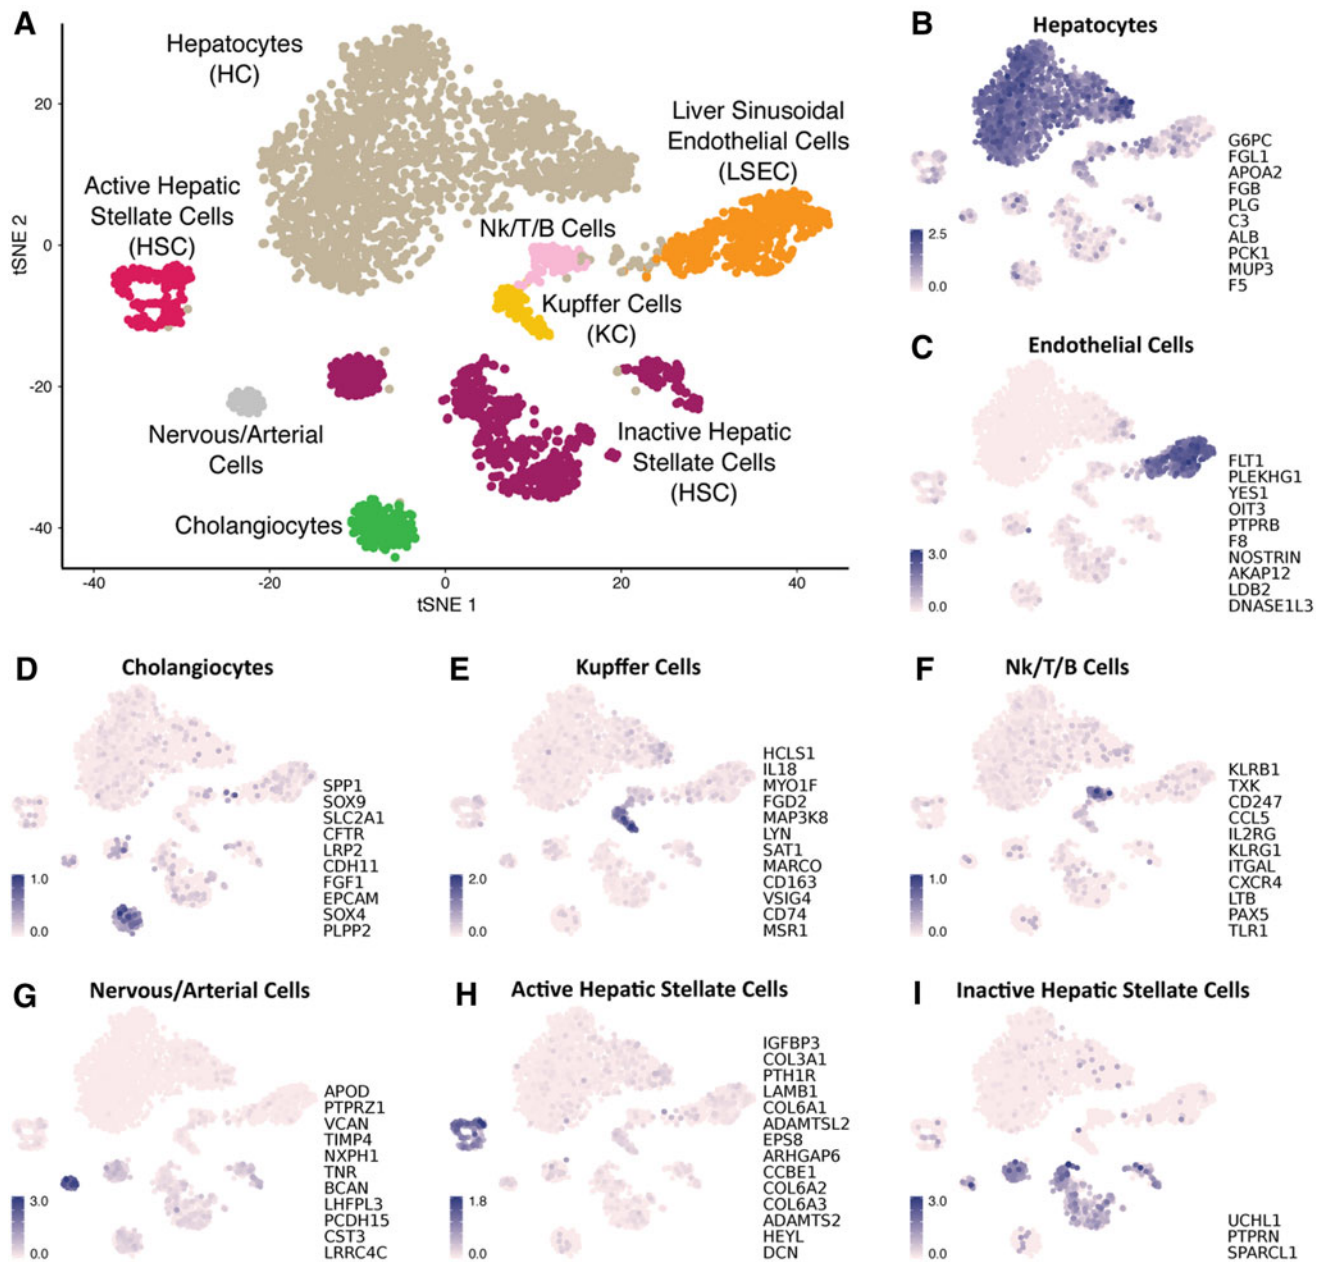 A
Hepatocytes
(HC)
Liver Sinusoidal
Endothelial Cells
(LSEC)
Active Hepatic
Stellate Cells
(HSC)
Nk/T/B Cells
Kupffer Cells
(KC)
Nervous/Arterial
Cells
Inactive Hepatic
Stellate Cells
(HSC)
Cholangiocytes
tSNE 2
20
0
-20
-40
-40
-20
0
20
40
tSNE 1
B
Hepatocytes
G6PC
FGL1
APOA2
FGB
PLG
C3
ALB
PCK1
MUP3
F5
2.5
0.0
C
Endothelial Cells
FLT1
PLEKHG1
YES1
OIT3
PTPRB
F8
NOSTRIN
AKAP12
LDB2
DNASE1L3
3.0
0.0
D
Cholangiocytes
SPP1
SOX9
SLC2A1
CFTR
LRP2
CDH11
FGF1
EPCAM
SOX4
PLPP2
1.0
0.0
E
Kupffer Cells
HCLS1
IL18
MYO1F
FGD2
MAP3K8
LYN
SAT1
MARCO
CD163
VSIG4
CD74
MSR1
2.0
0.0
F
Nk/T/B Cells
KLRB1
TXK
CD247
CCL5
IL2RG
KLRG1
ITGAL
CXCR4
LTB
PAX5
TLR1
1.0
0.0
G
Nervous/Arterial Cells
APOD
PTPRZ1
VCAN
TIMP4
NXPH1
TNR
BCAN
LHFPL3
PCDH15
CST3
LRRC4C
3.0
0.0
H
Active Hepatic Stellate Cells
IGFBP3
COL3A1
PTH1R
LAMB1
COL6A1
ADAMTSL2
EPS8
ARHGAP6
CCBE1
COL6A2
COL6A3
ADAMTS2
HEYL
DCN
1.8
0.0
I
Inactive Hepatic Stellate Cells
UCHL1
PTPRN
SPARCL1
3.0
0.0